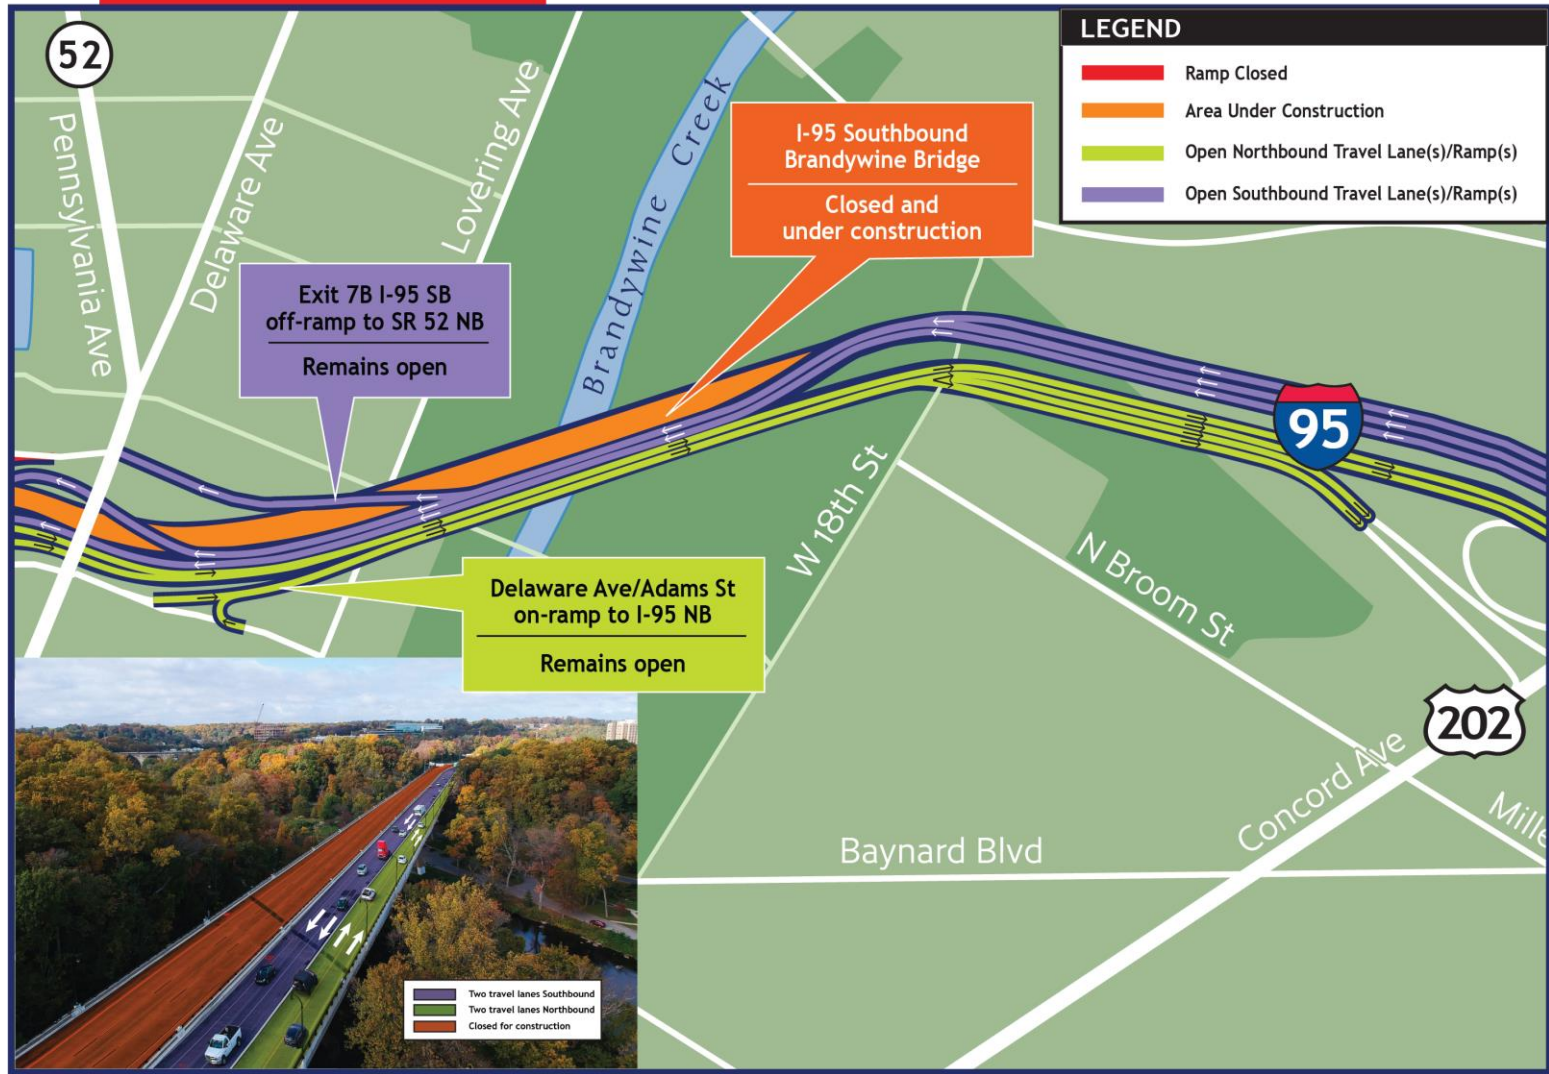 52
Pennsylvania Ave
Delaware Ave
Lovering Ave
Brandywine Creek
LEGEND
Ramp Closed
Area Under Construction
Open Northbound Travel Lane(s)/Ramp(s)
Open Southbound Travel Lane(s)/Ramp(s)
I-95 Southbound
Brandywine Bridge
Closed and
under construction
Exit 7B I-95 SB
off-ramp to SR 52 NB
Remains open
95
W 18th St
N Broom St
Delaware Ave/Adams St
on-ramp to I-95 NB
Remains open
202
Concord Ave
Mille
Baynard Blvd
Two travel lanes Southbound
Two travel lanes Northbound
Closed for construction